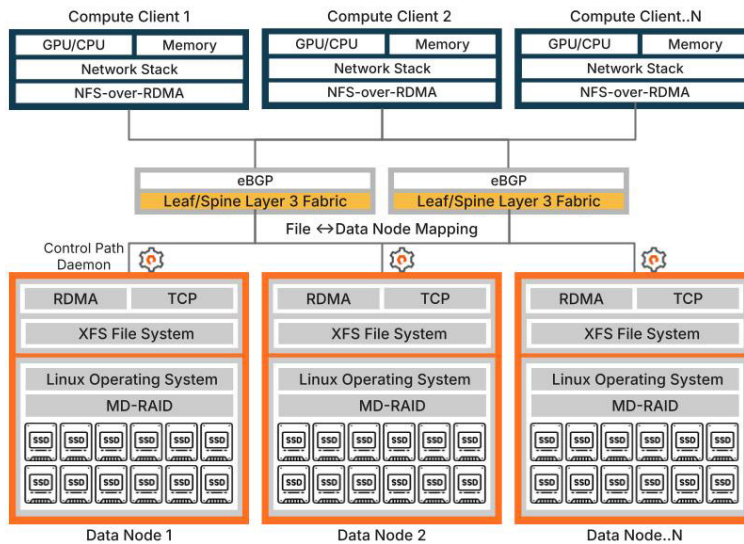 Compute Client 1
Compute Client 2
Compute Client..N
GPU/CPU
Memory
GPU/CPU
Memory
GPU/CPU
Memory
Network Stack
Network Stack
Network Stack
NFS-over-RDMA
NFS-over-RDMA
NFS-over-RDMA
eBGP
eBGP
Leaf/Spine Layer 3 Fabric
Leaf/Spine Layer 3 Fabric
File ↔Data Node Mapping
Control Path
Daemon
RDMA
TCP
RDMA
TCP
RDMA
TCP
XFS File System
XFS File System
XFS File System
Linux Operating System
Linux Operating System
Linux Operating System
MD-RAID
MD-RAID
MD-RAID
SSD SSD SSD SSD SSD SSD
SSD SSD SSD SSD SSD SSD
SSD SSD SSD SSD SSD SSD
SSD SSD SSD SSD SSD SSD
SSD SSD SSD SSD SSD SSD
SSD SSD SSD SSD SSD SSD
Data Node 1
Data Node 2
Data Node..N